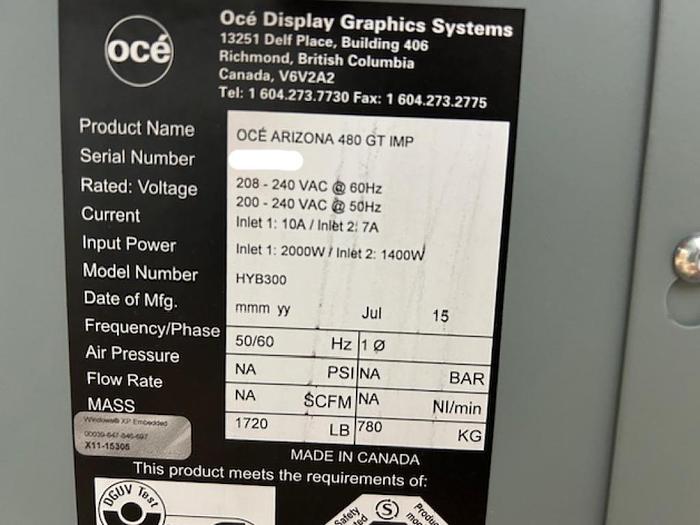 océ
Océ Display Graphics Systems
13251 Delf Place, Building 406
Richmond, British Columbia
Canada, V6V2A2
Tel: 1 604.273.7730 Fax: 1 604.273.2775
Product Name OCÉ ARIZONA 480 GT IMP
Serial Number
Rated: Voltage 208 - 240 VAC @ 60Hz
200 - 240 VAC @ 50Hz
Current Inlet 1: 10A / Inlet 2: 7A
Input Power Inlet 1: 2000W / Inlet 2: 1400W
Model Number HYB300
Date of Mfg. mmm yy Jul 15
Frequency/Phase 50/60 Hz 1 Ø
Air Pressure NA PSI NA BAR
Flow Rate NA SCFM NA Nl/min
MASS 1720 LB 780 KG
Windows® XP Embedded
X11-15305
MADE IN CANADA
This product meets the requirements of:
DGUV Test
Safety
S